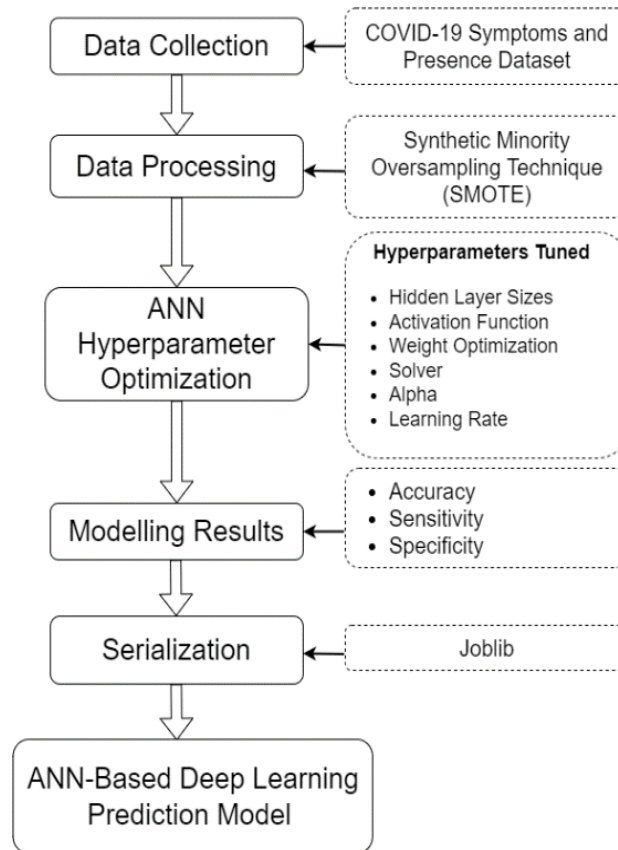 Data Collection
COVID-19 Symptoms and
Presence Dataset
Data Processing
Synthetic Minority
Oversampling Technique
(SMOTE)
ANN
Hyperparameter
Optimization
Hyperparameters Tuned
• Hidden Layer Sizes
• Activation Function
• Weight Optimization
• Solver
• Alpha
• Learning Rate
Modelling Results
• Accuracy
• Sensitivity
• Specificity
Serialization
Joblib
ANN-Based Deep Learning
Prediction Model